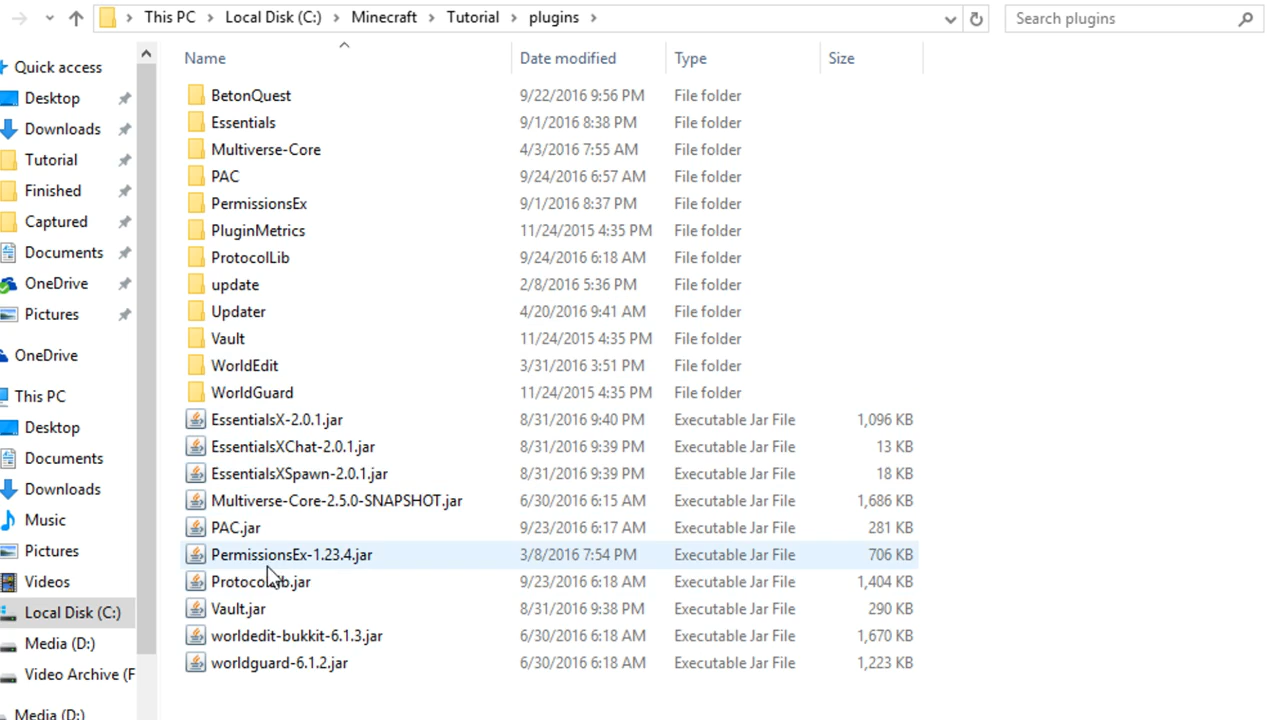 This PC > Local Disk (C:) > Minecraft > Tutorial > plugins >
Search plugins
Name Date modified Type Size
Quick access
Desktop
Downloads
Tutorial
Finished
Captured
Documents
OneDrive
Pictures
OneDrive
This PC
Desktop
Documents
Downloads
Music
Pictures
Videos
Local Disk (C:)
Media (D:)
Video Archive (F
Media (D:)
BetonQuest 9/22/2016 9:56 PM File folder
Essentials 9/1/2016 8:38 PM File folder
Multiverse-Core 4/3/2016 7:55 AM File folder
PAC 9/24/2016 6:57 AM File folder
PermissionsEx 9/1/2016 8:37 PM File folder
PluginMetrics 11/24/2015 4:35 PM File folder
ProtocolLib 9/24/2016 6:18 AM File folder
update 2/8/2016 5:36 PM File folder
Updater 4/20/2016 9:41 AM File folder
Vault 11/24/2015 4:35 PM File folder
WorldEdit 3/31/2016 3:51 PM File folder
WorldGuard 11/24/2015 4:35 PM File folder
EssentialsX-2.0.1.jar 8/31/2016 9:40 PM Executable Jar File 1,096 KB
EssentialsXChat-2.0.1.jar 8/31/2016 9:39 PM Executable Jar File 13 KB
EssentialsXSpawn-2.0.1.jar 8/31/2016 9:39 PM Executable Jar File 18 KB
Multiverse-Core-2.5.0-SNAPSHOT.jar 6/30/2016 6:15 AM Executable Jar File 1,686 KB
PAC.jar 9/23/2016 6:17 AM Executable Jar File 281 KB
PermissionsEx-1.23.4.jar 3/8/2016 7:54 PM Executable Jar File 706 KB
ProtocolLib.jar 9/23/2016 6:18 AM Executable Jar File 1,404 KB
Vault.jar 8/31/2016 9:38 PM Executable Jar File 290 KB
worldedit-bukkit-6.1.3.jar 6/30/2016 6:18 AM Executable Jar File 1,670 KB
worldguard-6.1.2.jar 6/30/2016 6:18 AM Executable Jar File 1,223 KB